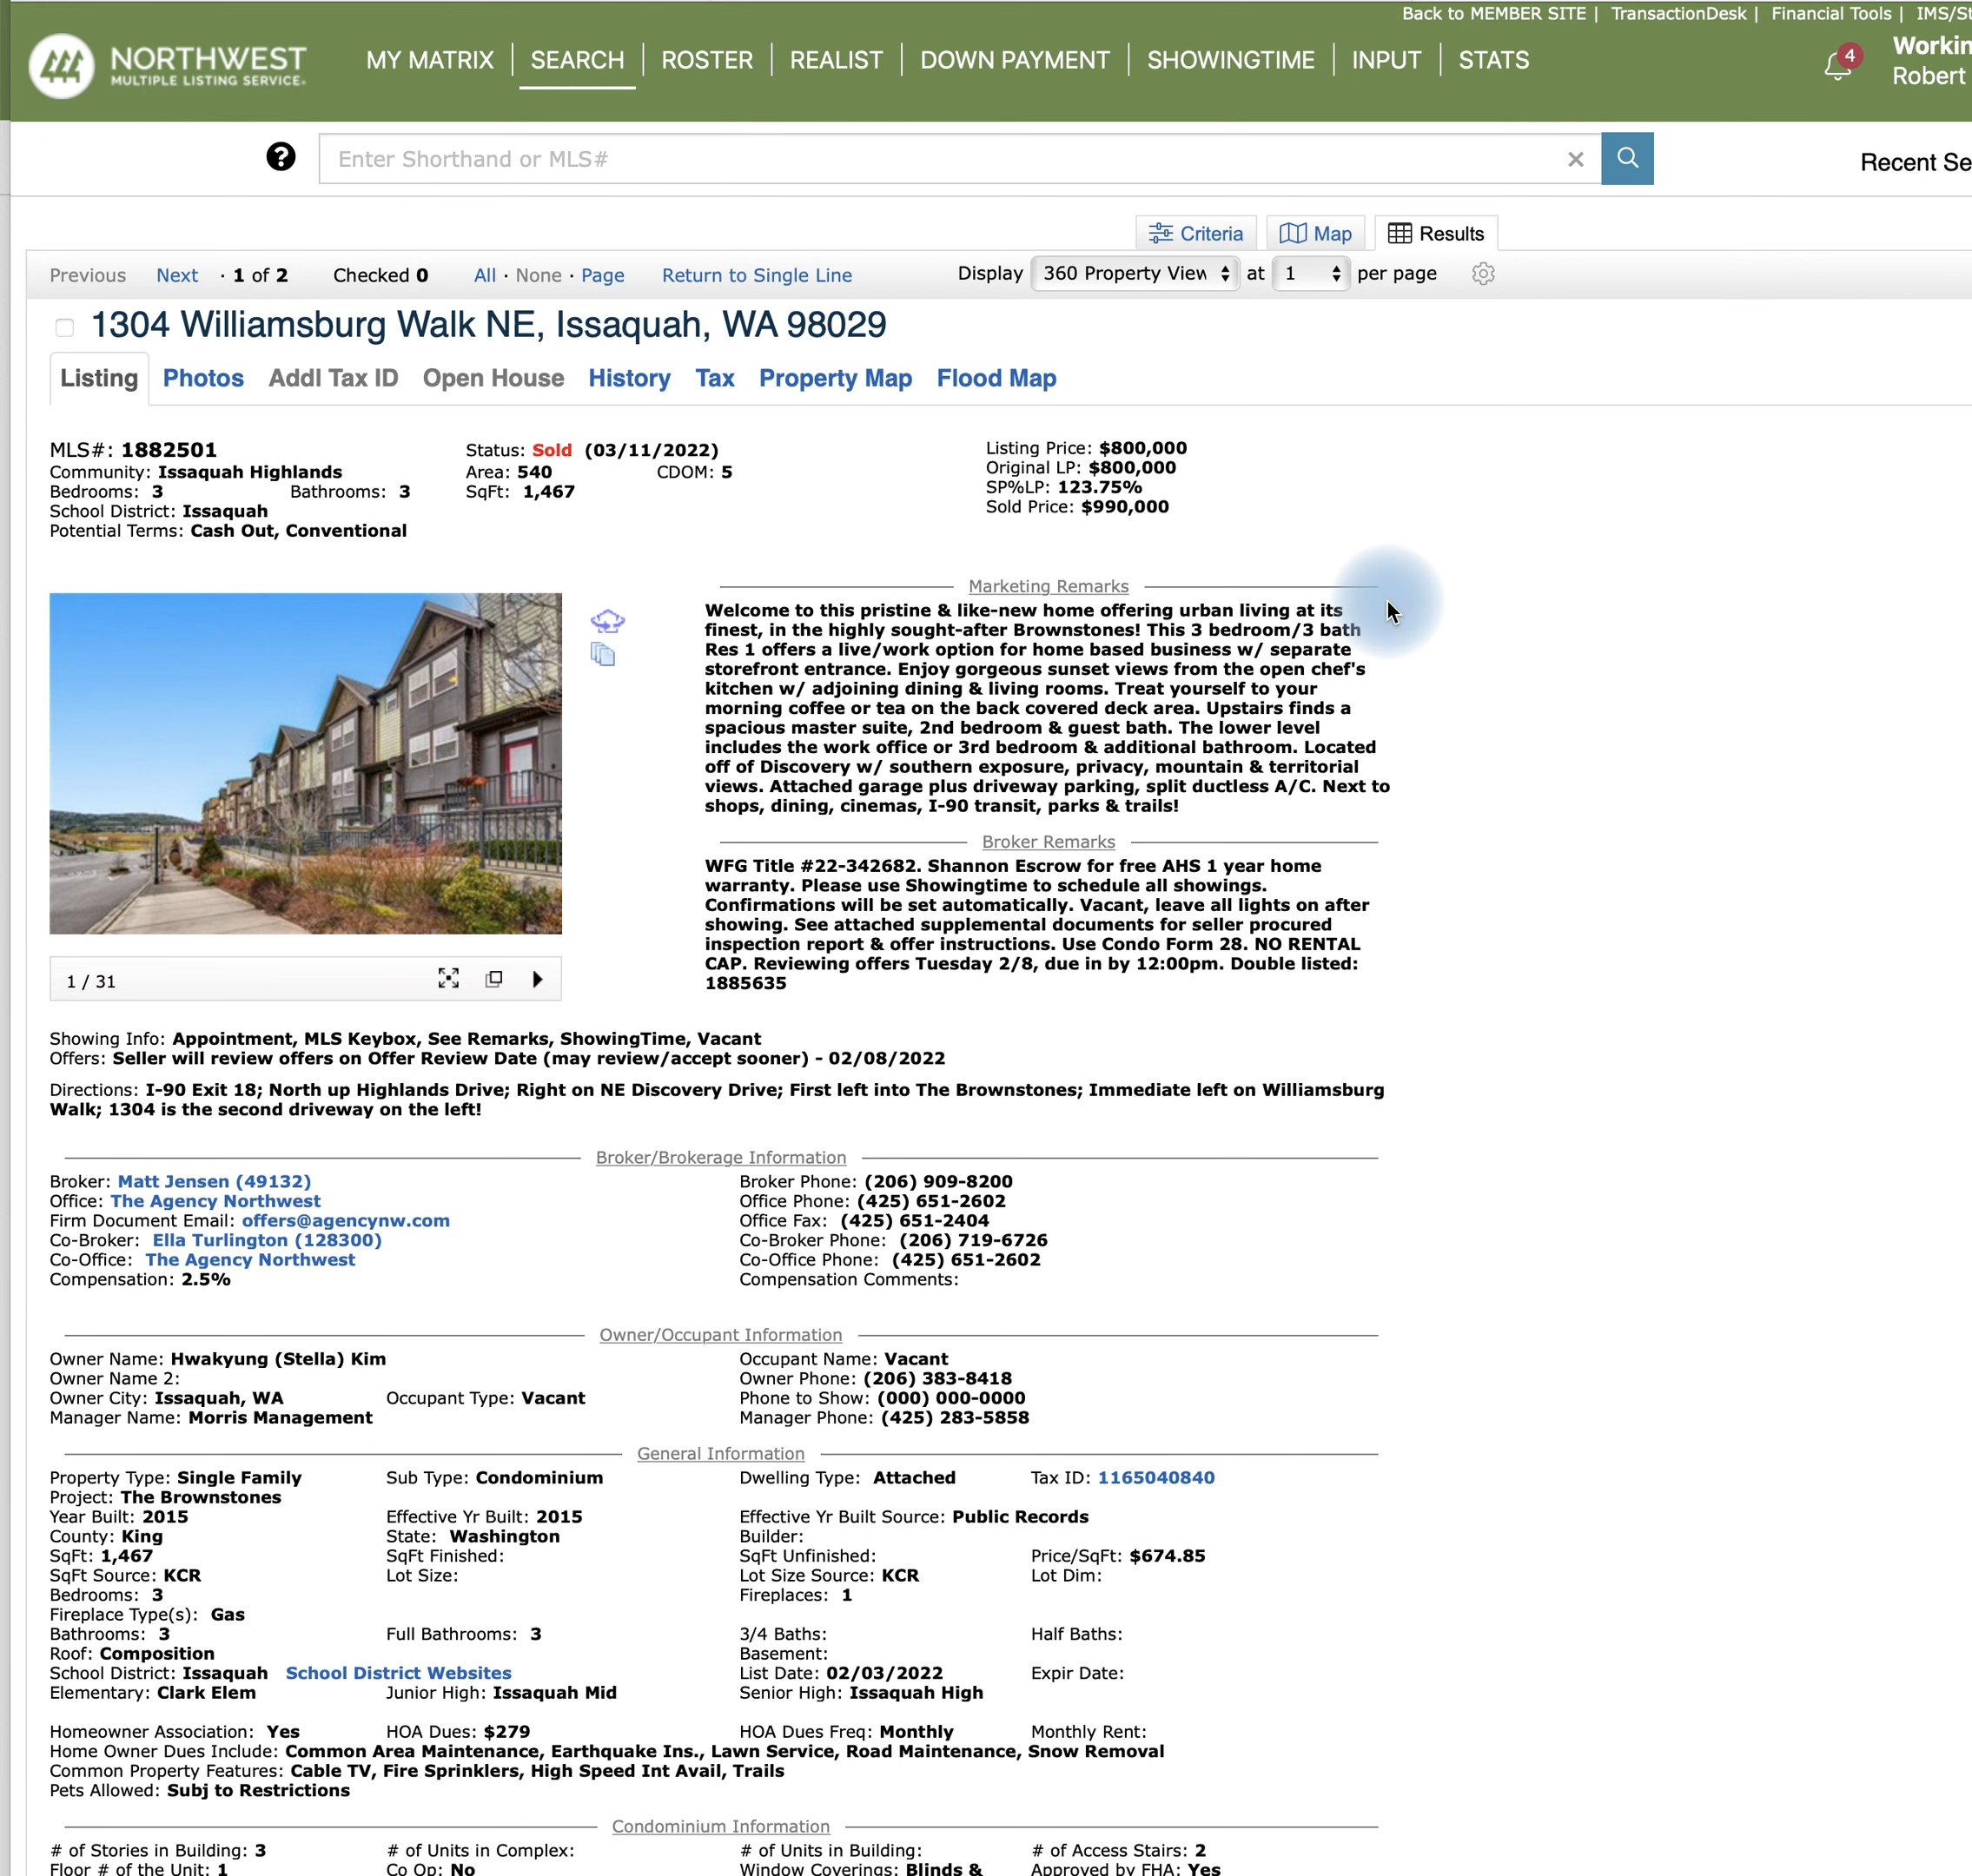 Back to MEMBER SITE | TransactionDesk | Financial Tools | IMS/St
NORTHWEST
MULTIPLE LISTING SERVICE®
MY MATRIX SEARCH ROSTER REALIST DOWN PAYMENT SHOWINGTIME INPUT STATS
4
Workin
Robert
? Enter Shorthand or MLS#
Recent Se
Criteria Map Results
Previous Next · 1 of 2 Checked 0 All · None · Page Return to Single Line Display 360 Property View at 1 per page
1304 Williamsburg Walk NE, Issaquah, WA 98029
Listing Photos Addl Tax ID Open House History Tax Property Map Flood Map
MLS#: 1882501 Status: Sold (03/11/2022) Listing Price: $800,000
Community: Issaquah Highlands Area: 540 CDOM: 5 Original LP: $800,000
Bedrooms: 3 Bathrooms: 3 SqFt: 1,467 SP%LP: 123.75%
School District: Issaquah Sold Price: $990,000
Potential Terms: Cash Out, Conventional
Marketing Remarks
Welcome to this pristine & like-new home offering urban living at its
finest, in the highly sought-after Brownstones! This 3 bedroom/3 bath
Res 1 offers a live/work option for home based business w/ separate
storefront entrance. Enjoy gorgeous sunset views from the open chef's
kitchen w/ adjoining dining & living rooms. Treat yourself to your
morning coffee or tea on the back covered deck area. Upstairs finds a
spacious master suite, 2nd bedroom & guest bath. The lower level
includes the work office or 3rd bedroom & additional bathroom. Located
off of Discovery w/ southern exposure, privacy, mountain & territorial
views. Attached garage plus driveway parking, split ductless A/C. Next to
shops, dining, cinemas, I-90 transit, parks & trails!
Broker Remarks
WFG Title #22-342682. Shannon Escrow for free AHS 1 year home
warranty. Please use Showingtime to schedule all showings.
Confirmations will be set automatically. Vacant, leave all lights on after
showing. See attached supplemental documents for seller procured
inspection report & offer instructions. Use Condo Form 28. NO RENTAL
CAP. Reviewing offers Tuesday 2/8, due in by 12:00pm. Double listed:
1885635
1 / 31
Showing Info: Appointment, MLS Keybox, See Remarks, ShowingTime, Vacant
Offers: Seller will review offers on Offer Review Date (may review/accept sooner) - 02/08/2022
Directions: I-90 Exit 18; North up Highlands Drive; Right on NE Discovery Drive; First left into The Brownstones; Immediate left on Williamsburg
Walk; 1304 is the second driveway on the left!
Broker/Brokerage Information
Broker: Matt Jensen (49132) Broker Phone: (206) 909-8200
Office: The Agency Northwest Office Phone: (425) 651-2602
Firm Document Email: offers@agencynw.com Office Fax: (425) 651-2404
Co-Broker: Ella Turlington (128300) Co-Broker Phone: (206) 719-6726
Co-Office: The Agency Northwest Co-Office Phone: (425) 651-2602
Compensation: 2.5% Compensation Comments:
Owner/Occupant Information
Owner Name: Hwakyung (Stella) Kim Occupant Name: Vacant
Owner Name 2: Owner Phone: (206) 383-8418
Owner City: Issaquah, WA Occupant Type: Vacant Phone to Show: (000) 000-0000
Manager Name: Morris Management Manager Phone: (425) 283-5858
General Information
Property Type: Single Family Sub Type: Condominium Dwelling Type: Attached Tax ID: 1165040840
Project: The Brownstones
Year Built: 2015 Effective Yr Built: 2015 Effective Yr Built Source: Public Records
County: King State: Washington Builder:
SqFt: 1,467 SqFt Finished: SqFt Unfinished: Price/SqFt: $674.85
SqFt Source: KCR Lot Size: Lot Size Source: KCR Lot Dim:
Bedrooms: 3 Fireplaces: 1
Fireplace Type(s): Gas
Bathrooms: 3 Full Bathrooms: 3 3/4 Baths: Half Baths:
Roof: Composition Basement:
School District: Issaquah School District Websites List Date: 02/03/2022 Expir Date:
Elementary: Clark Elem Junior High: Issaquah Mid Senior High: Issaquah High
Homeowner Association: Yes HOA Dues: $279 HOA Dues Freq: Monthly Monthly Rent:
Home Owner Dues Include: Common Area Maintenance, Earthquake Ins., Lawn Service, Road Maintenance, Snow Removal
Common Property Features: Cable TV, Fire Sprinklers, High Speed Int Avail, Trails
Pets Allowed: Subj to Restrictions
Condominium Information
# of Stories in Building: 3 # of Units in Complex: # of Units in Building: # of Access Stairs: 2
Floor # of the Unit: 1 Co Op: No Window Coverings: Blinds & Approved by FHA: Yes